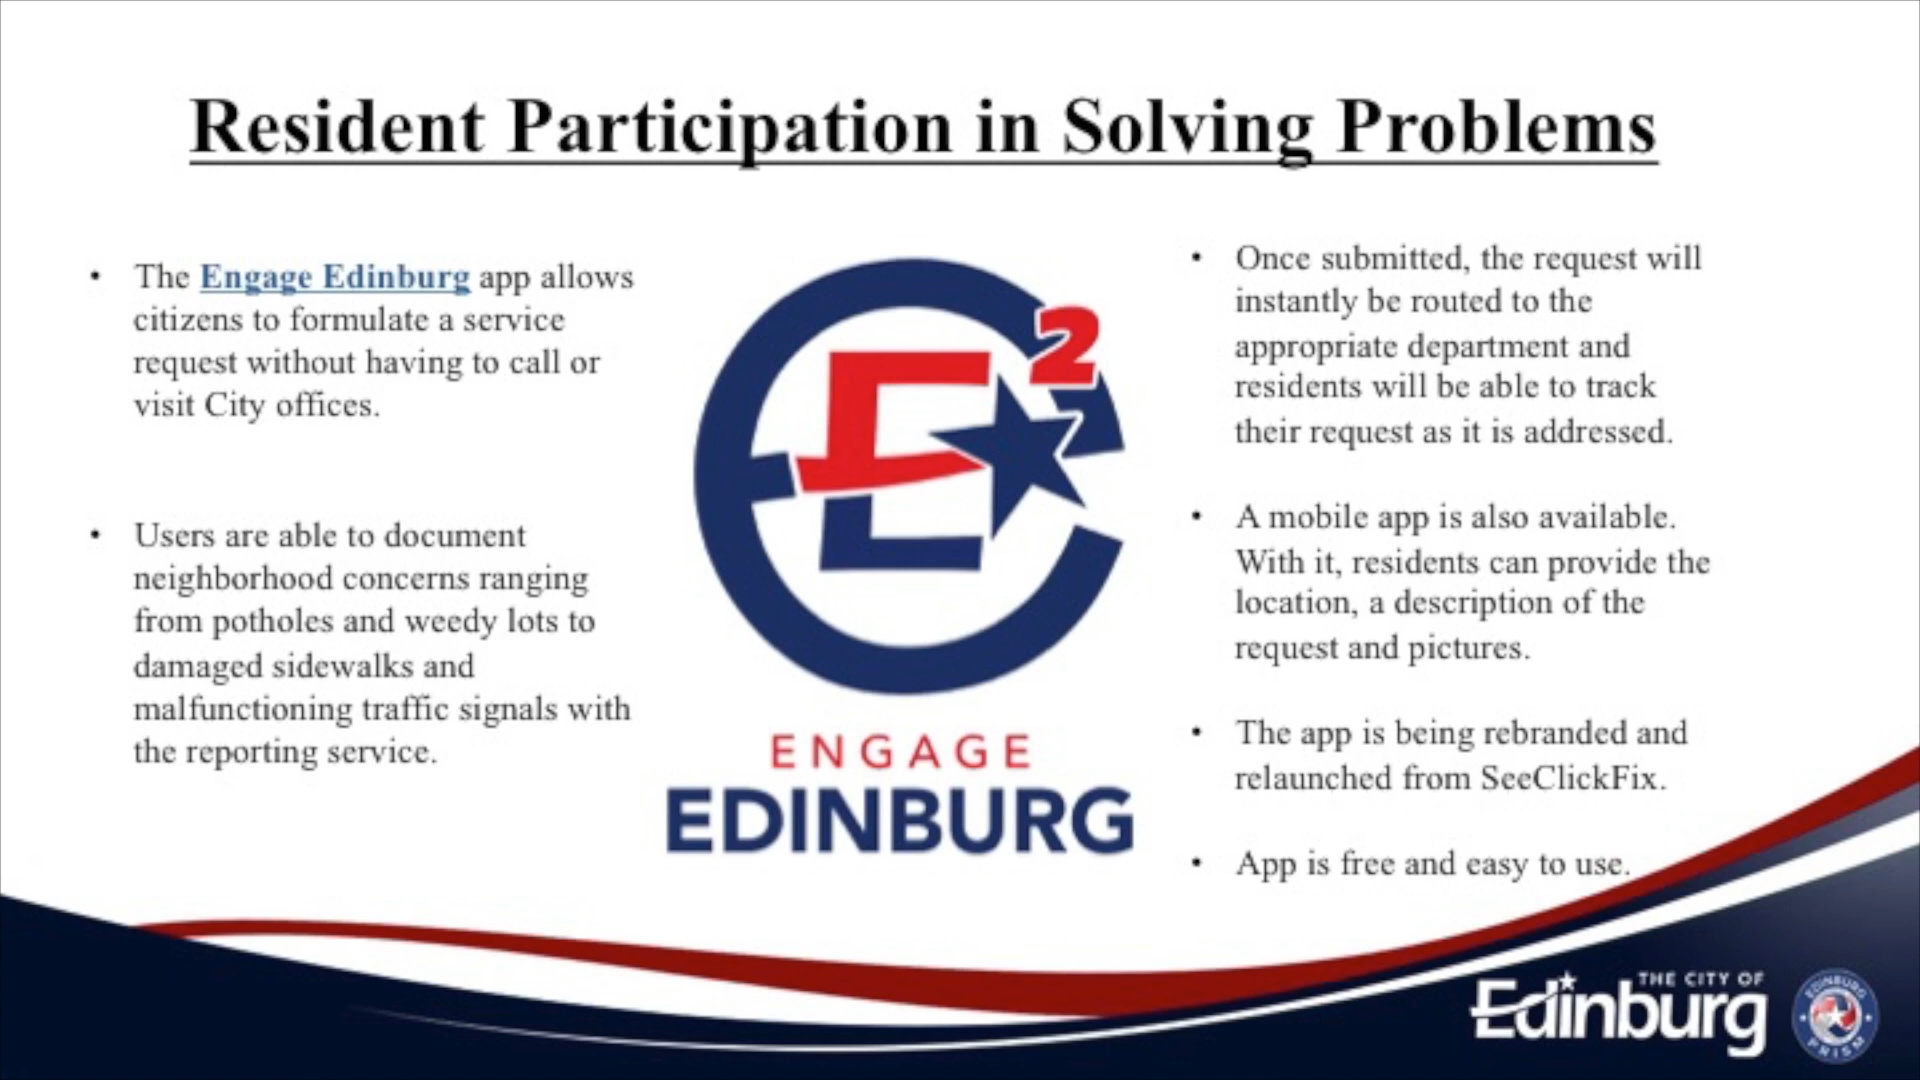 Resident Participation in Solving Problems
• The Engage Edinburg app allows
citizens to formulate a service
request without having to call or
visit City offices.
• Users are able to document
neighborhood concerns ranging
from potholes and weedy lots to
damaged sidewalks and
malfunctioning traffic signals with
the reporting service.
E2
ENGAGE
EDINBURG
• Once submitted, the request will
instantly be routed to the
appropriate department and
residents will be able to track
their request as it is addressed.
• A mobile app is also available.
With it, residents can provide the
location, a description of the
request and pictures.
• The app is being rebranded and
relaunched from SeeClickFix.
• App is free and easy to use.
THE CITY OF
Edinburg
EDINBURG
PRISM